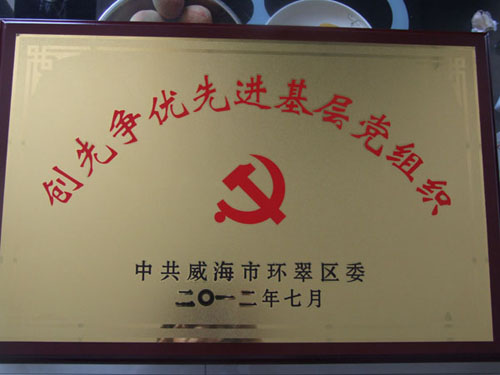 创先争优先进基层党组织
中共威海市环翠区委
二〇一二年七月